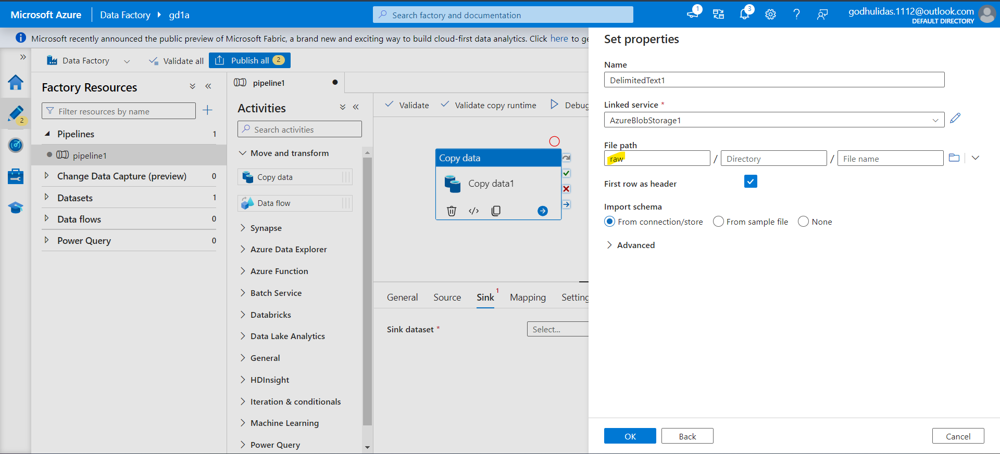 Microsoft Azure
Data Factory
gd1a
Search factory and documentation
1
3
godhulidas.1112@outlook.com
DEFAULT DIRECTORY
Microsoft recently announced the public preview of Microsoft Fabric, a brand new and exciting way to build cloud-first data analytics. Click here to ge
»
Data Factory
Validate all
Publish all 2
2
Factory Resources
Filter resources by name
Pipelines 1
pipeline1
Change Data Capture (preview) 0
Datasets 1
Data flows 0
Power Query 0
pipeline1
Activities
Search activities
Move and transform
Copy data
Data flow
Synapse
Azure Data Explorer
Azure Function
Batch Service
Databricks
Data Lake Analytics
General
HDInsight
Iteration & conditionals
Machine Learning
Power Query
Validate
Validate copy runtime
Debug
Copy data
Copy data1
General
Source
Sink 1
Mapping
Setting
Sink dataset *
Select...
Set properties
Name
DelimitedText1
Linked service *
AzureBlobStorage1
File path
raw / Directory / File name
First row as header
Import schema
From connection/store
From sample file
None
Advanced
OK
Back
Cancel